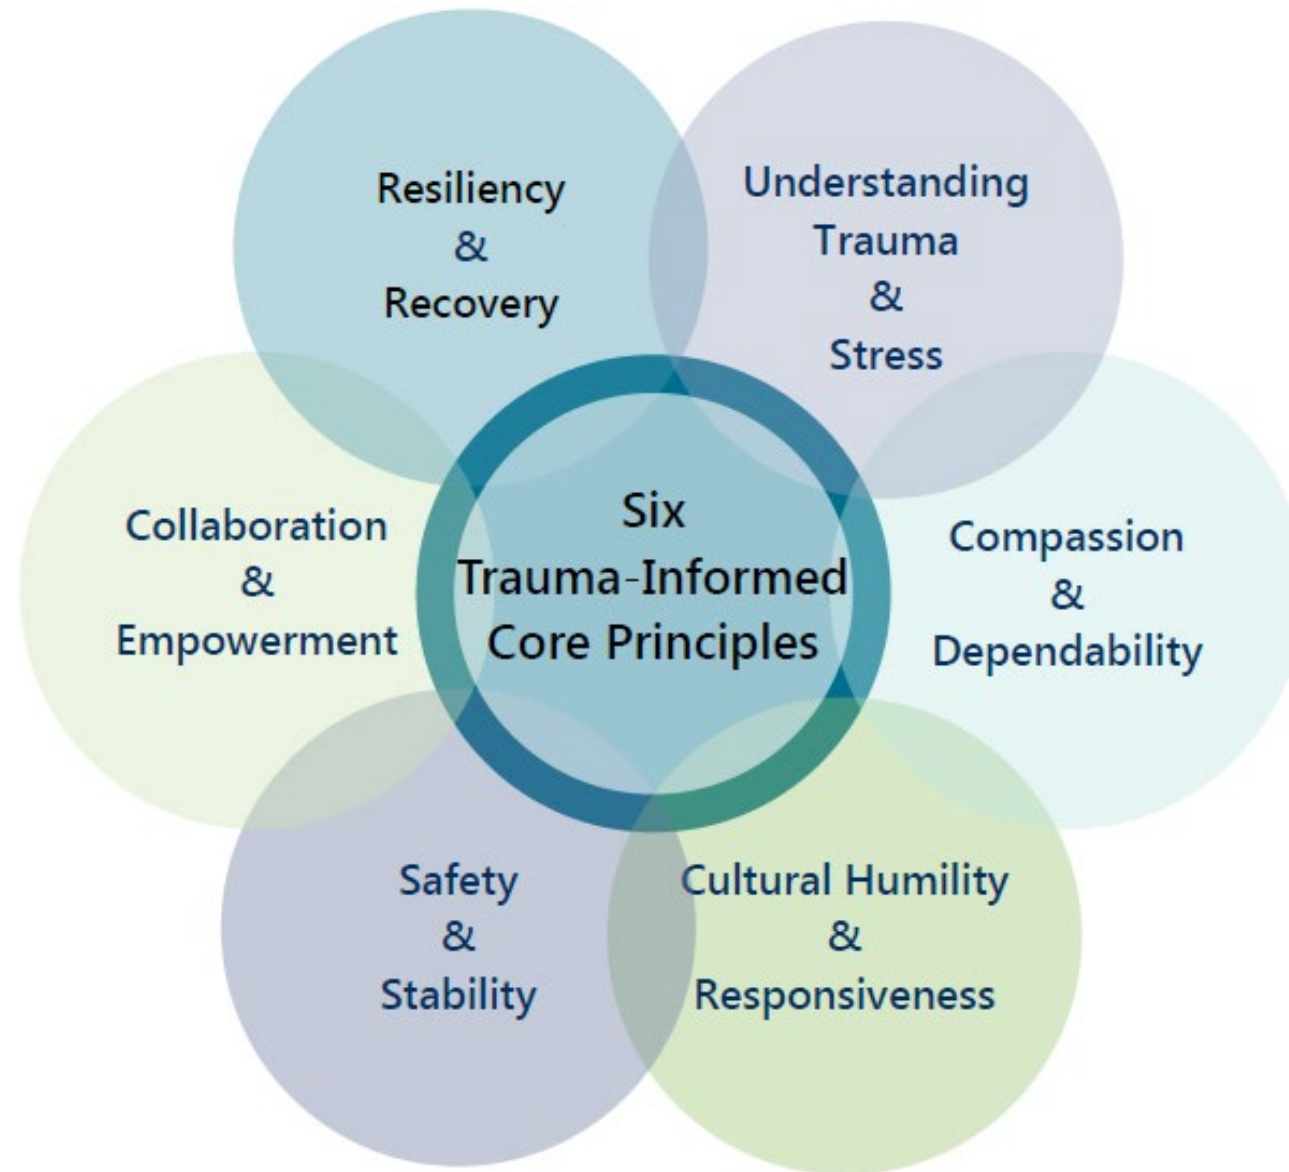 Resiliency
&
Recovery
Understanding
Trauma
&
Stress
Compassion
&
Dependability
Cultural Humility
&
Responsiveness
Safety
&
Stability
Collaboration
&
Empowerment
Six
Trauma-Informed
Core Principles